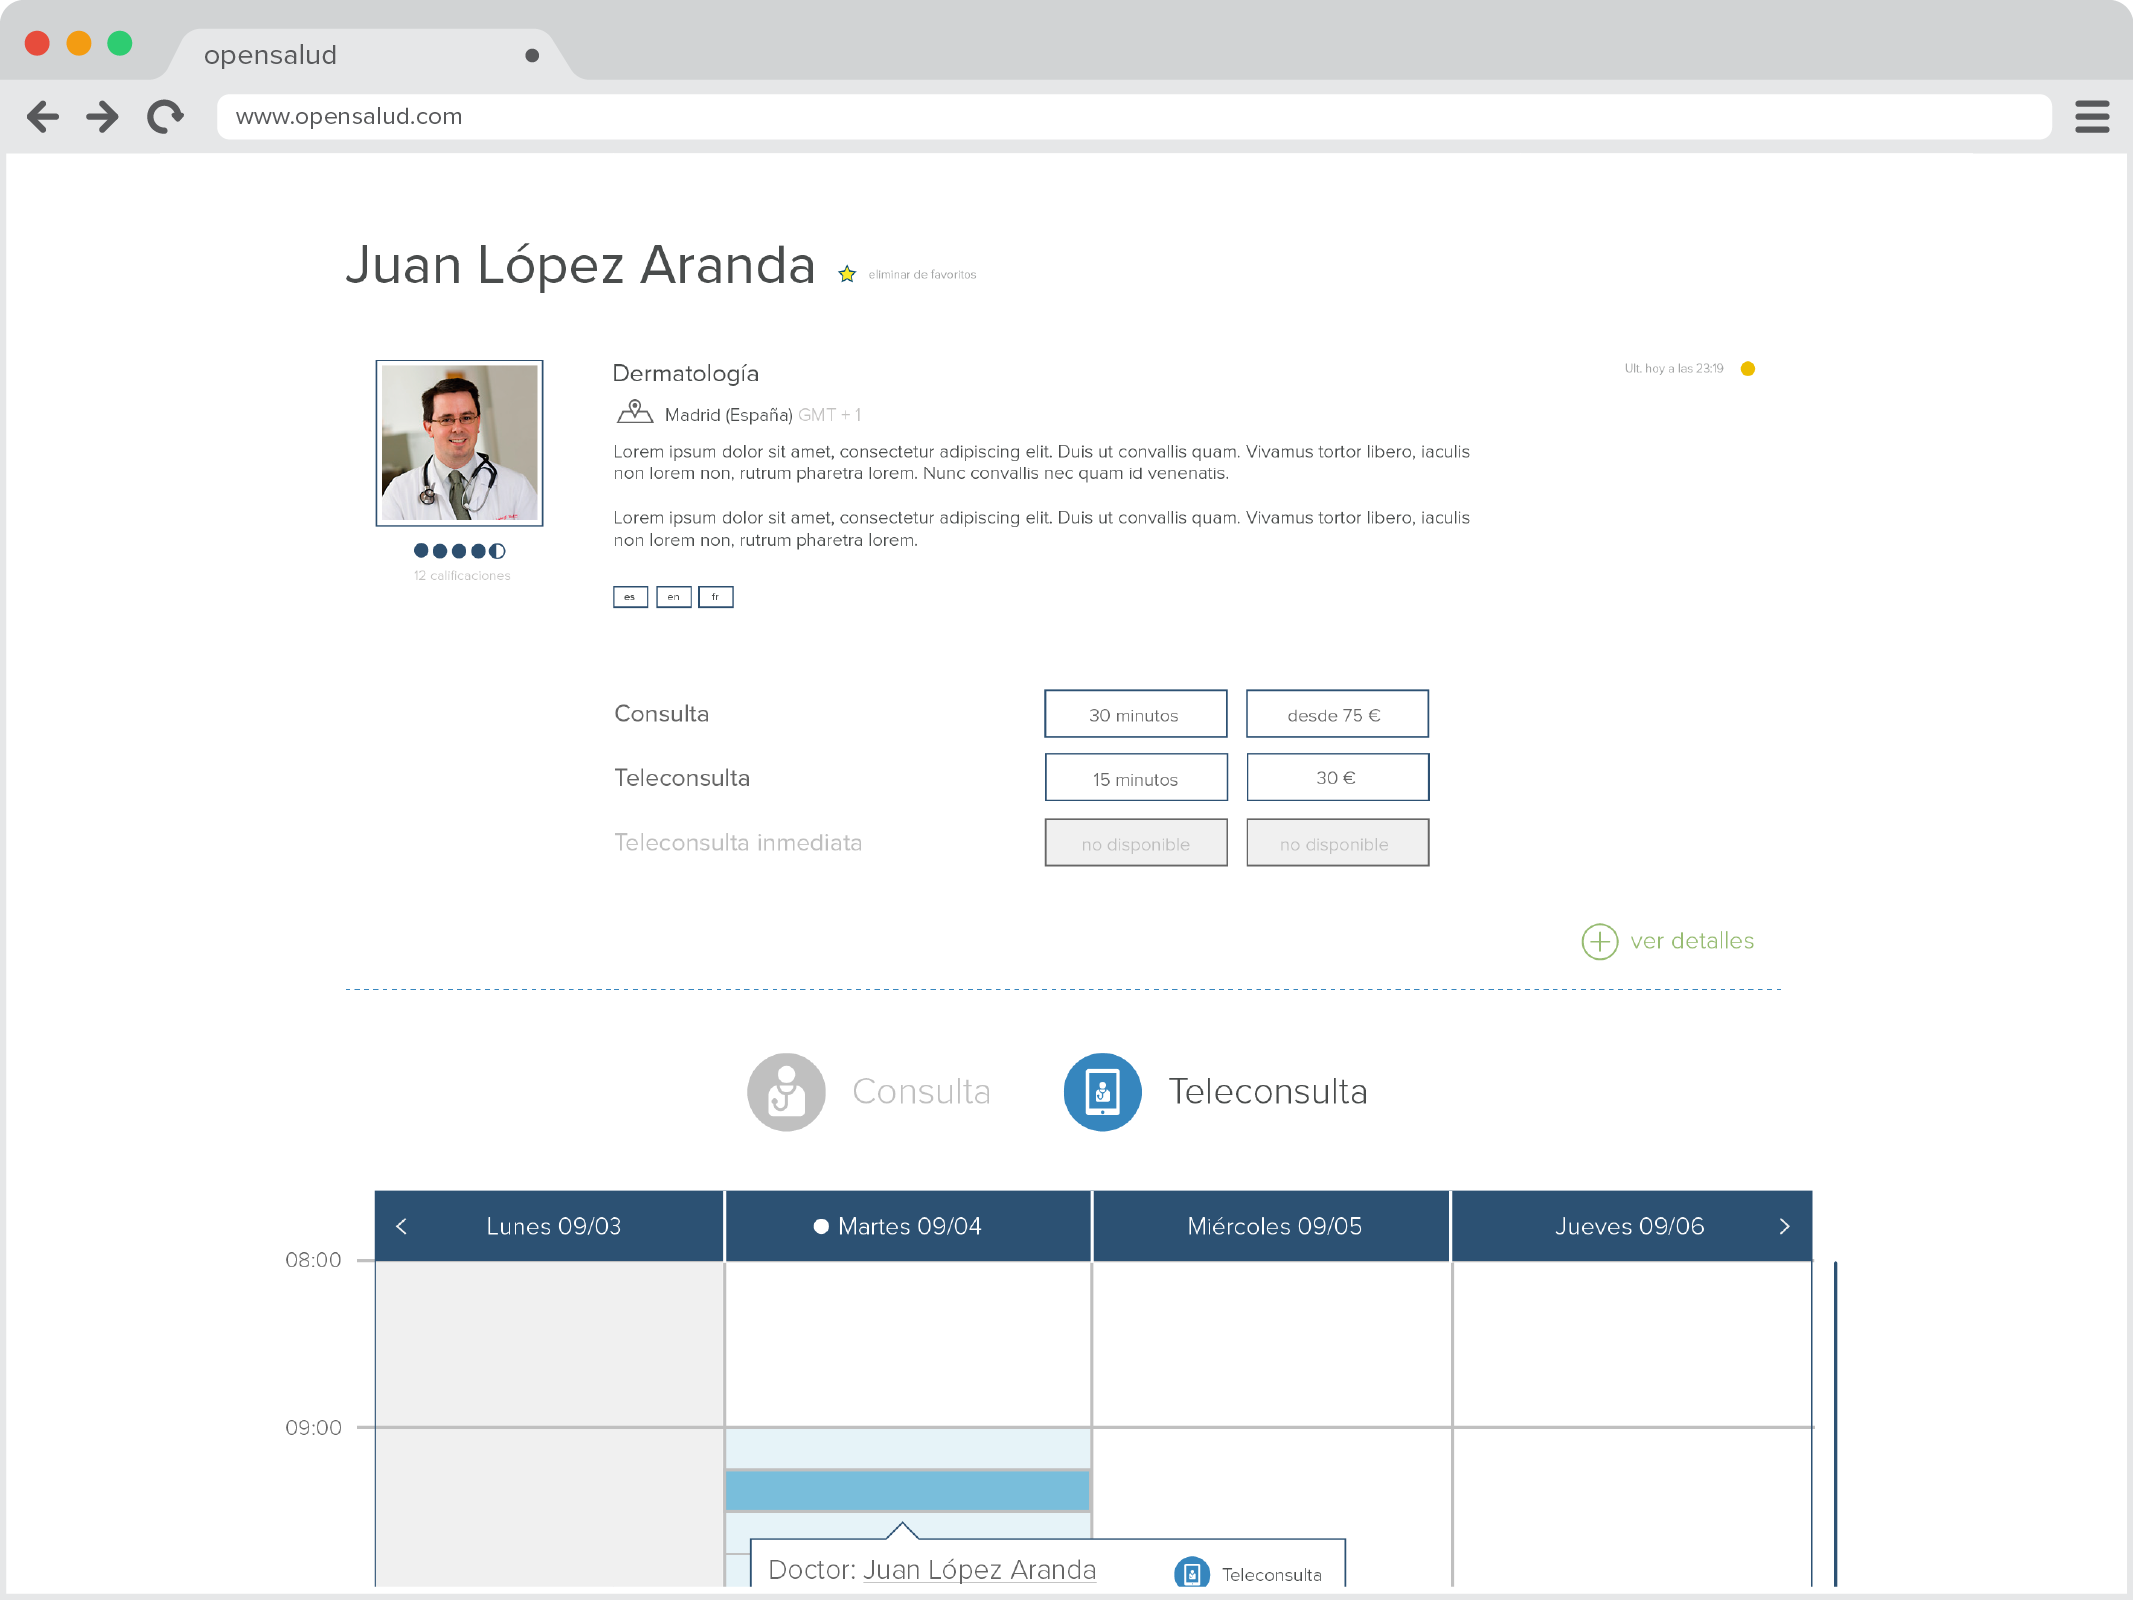 opensalud
www.opensalud.com
Juan López Aranda
eliminar de favoritos
Dermatología
Ult. hoy a las 23:19
Madrid (España) GMT + 1
Lorem ipsum dolor sit amet, consectetur adipiscing elit. Duis ut convallis quam. Vivamus tortor libero, iaculis
non lorem non, rutrum pharetra lorem. Nunc convallis nec quam id venenatis.
Lorem ipsum dolor sit amet, consectetur adipiscing elit. Duis ut convallis quam. Vivamus tortor libero, iaculis
non lorem non, rutrum pharetra lorem.
12 calificaciones
es en fr
Consulta 30 minutos desde 75 €
Teleconsulta 15 minutos 30 €
Teleconsulta inmediata no disponible no disponible
ver detalles
Consulta Teleconsulta
Lunes 09/03 Martes 09/04 Miércoles 09/05 Jueves 09/06
08:00
09:00
Doctor: Juan López Aranda Teleconsulta